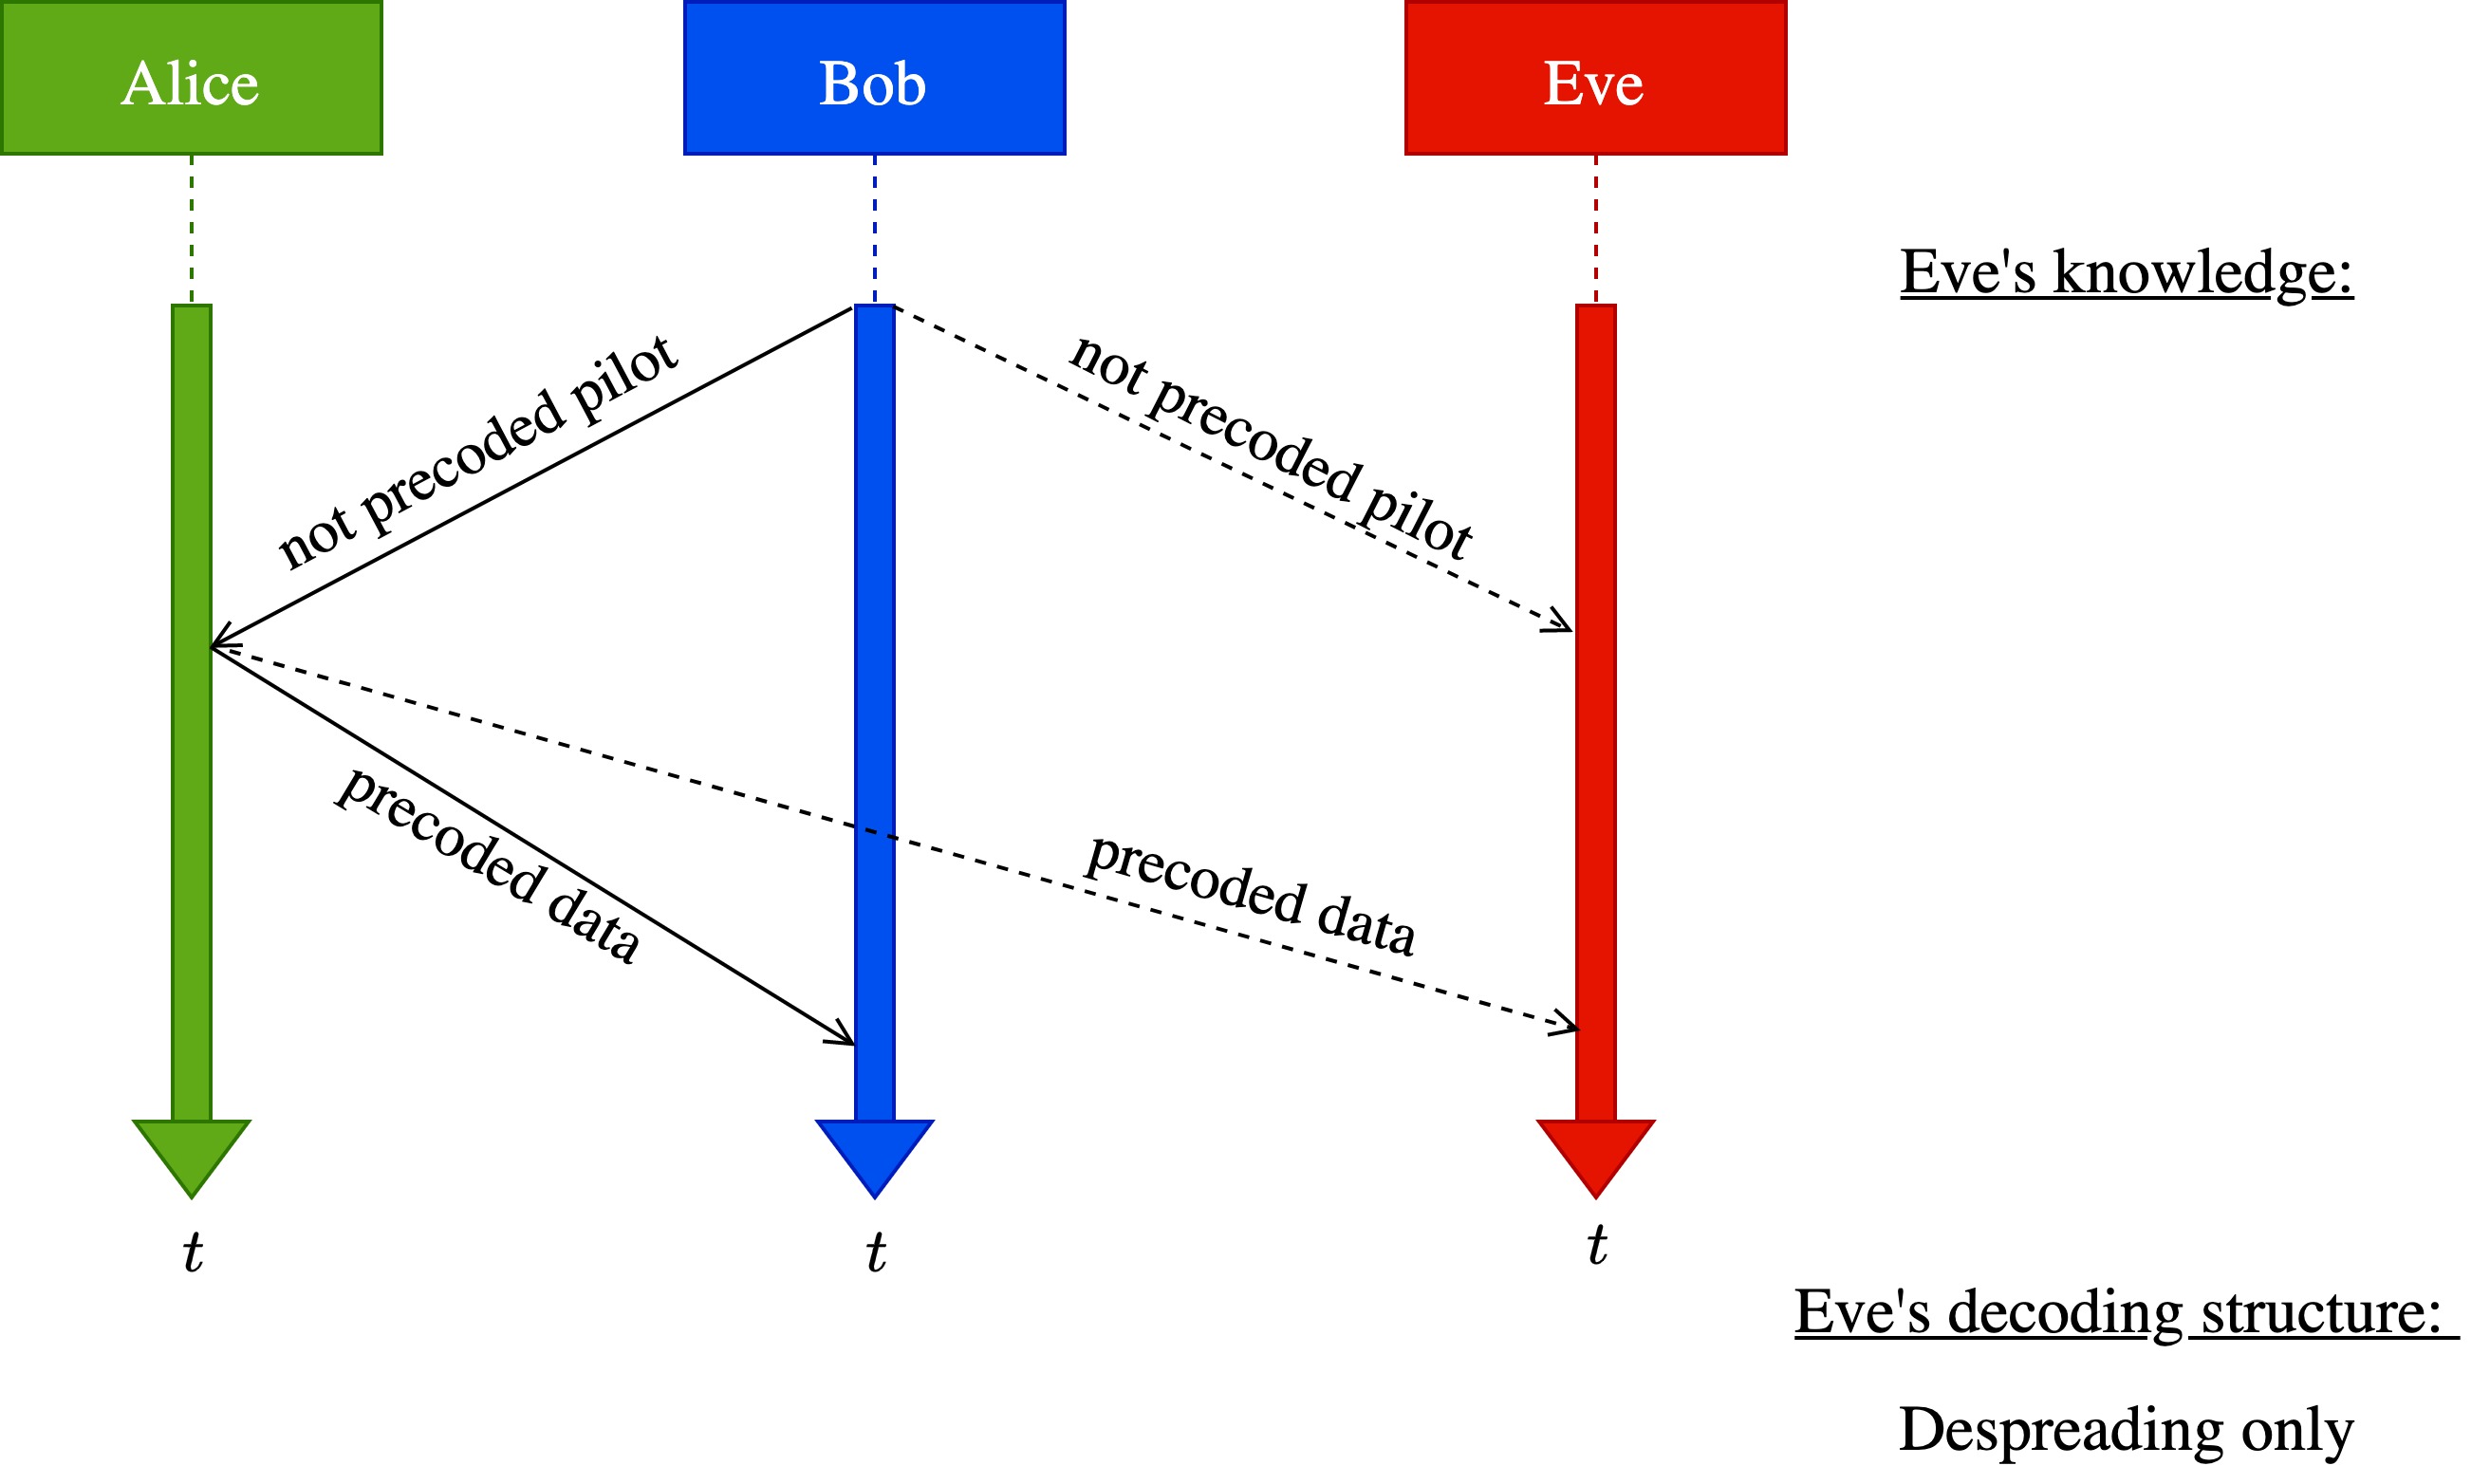 Alice
Bob
Eve
Eve's knowledge:
not precoded pilot
not precoded pilot
precoded data
precoded data
t
t
t
Eve's decoding structure:
Despreading only